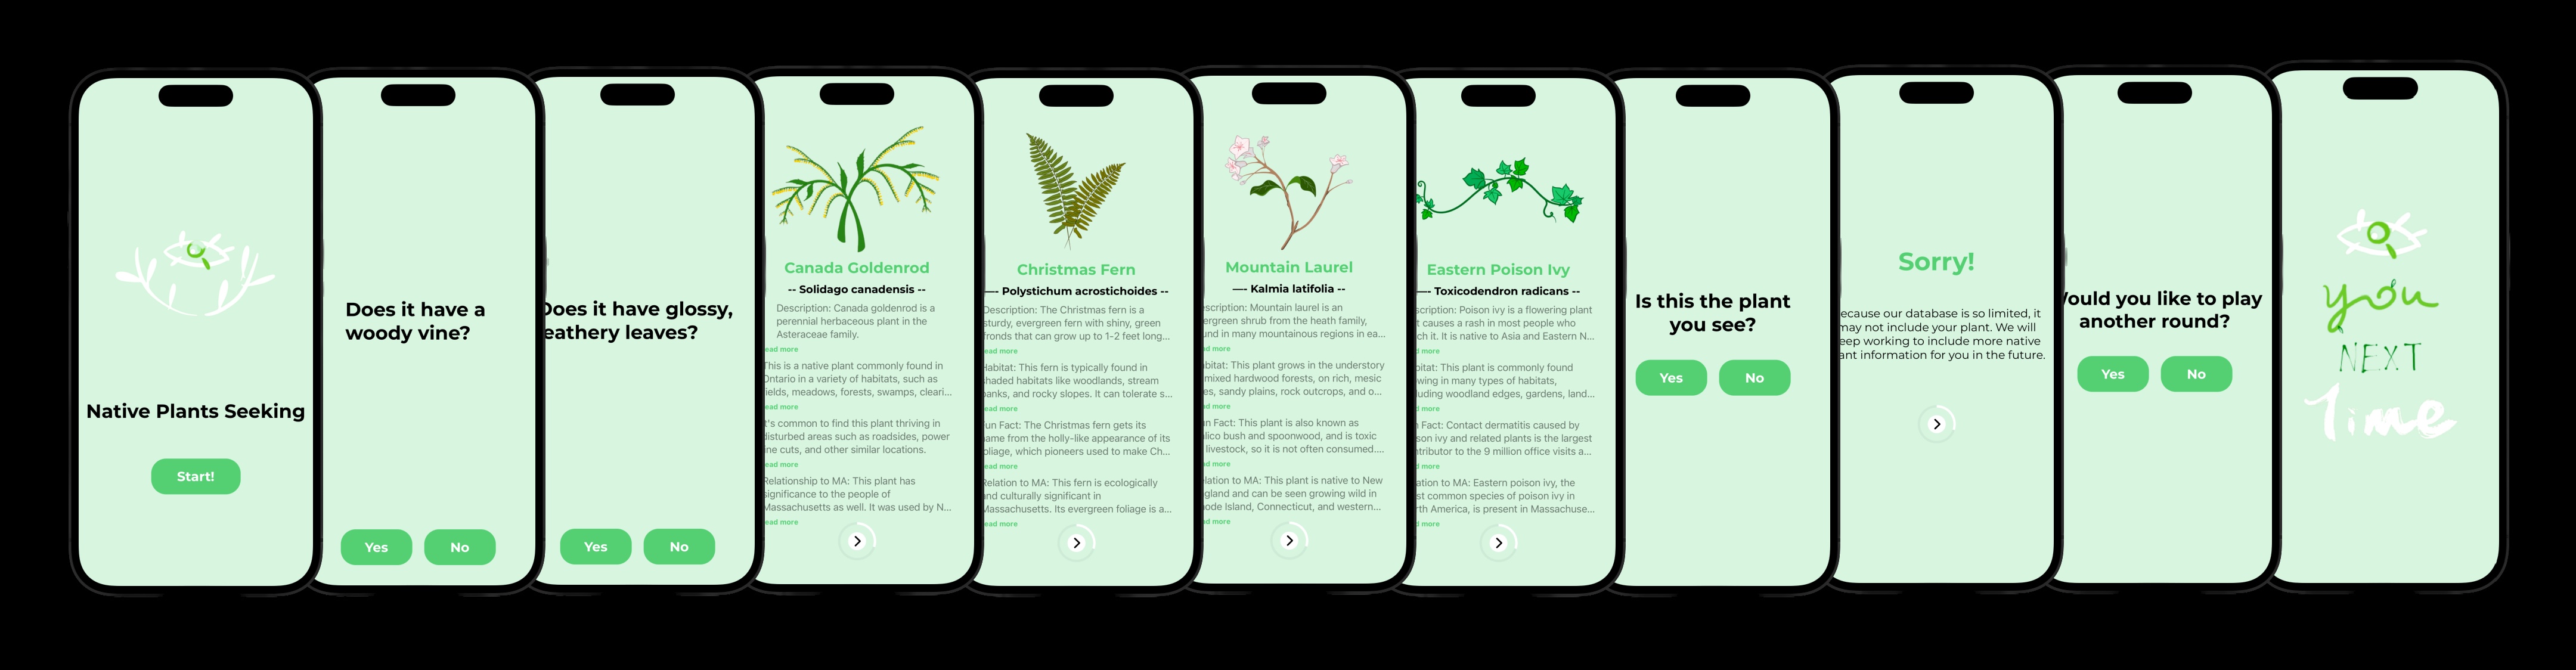 Native Plants Seeking
Start!
Does it have a
woody vine?
Yes
No
Does it have glossy,
eathery leaves?
Yes
No
Canada Goldenrod
-- Solidago canadensis --
Description: Canada goldenrod is a
perennial herbaceous plant in the
Asteraceae family.
ead more
This is a native plant commonly found in
Ontario in a variety of habitats, such as
fields, meadows, forests, swamps, cleari...
ead more
It's common to find this plant thriving in
disturbed areas such as roadsides, power
ine cuts, and other similar locations.
ead more
Relationship to MA: This plant has
significance to the people of
Massachusetts as well. It was used by N...
ead more
Christmas Fern
—- Polystichum acrostichoides --
Description: The Christmas fern is a
sturdy, evergreen fern with shiny, green
fronds that can grow up to 1-2 feet long...
ead more
Habitat: This fern is typically found in
shaded habitats like woodlands, stream
banks, and rocky slopes. It can tolerate s...
ead more
un Fact: The Christmas fern gets its
name from the holly-like appearance of its
foliage, which pioneers used to make Ch...
ead more
Relation to MA: This fern is ecologically
and culturally significant in
Massachusetts. Its evergreen foliage is a...
ead more
Mountain Laurel
—- Kalmia latifolia --
escription: Mountain laurel is an
ergreen shrub from the heath family,
und in many mountainous regions in ea...
ad more
bitat: This plant grows in the understory
mixed hardwood forests, on rich, mesic
es, sandy plains, rock outcrops, and o...
ad more
n Fact: This plant is also known as
lico bush and spoonwood, and is toxic
livestock, so it is not often consumed....
ad more
elation to MA: This plant is native to New
gland and can be seen growing wild in
ode Island, Connecticut, and western...
ad more
Eastern Poison Ivy
—- Toxicodendron radicans --
scription: Poison ivy is a flowering plant
t causes a rash in most people who
ch it. It is native to Asia and Eastern N...
d more
bitat: This plant is commonly found
wing in many types of habitats,
luding woodland edges, gardens, land...
d more
n Fact: Contact dermatitis caused by
son ivy and related plants is the largest
ntributor to the 9 million office visits a...
d more
ation to MA: Eastern poison ivy, the
st common species of poison ivy in
rth America, is present in Massachuse...
d more
Is this the plant
you see?
Yes
No
Sorry!
ecause our database is so limited, it
may not include your plant. We will
eep working to include more native
ant information for you in the future.
Would you like to play
another round?
Yes
No
you
NEXT
Time